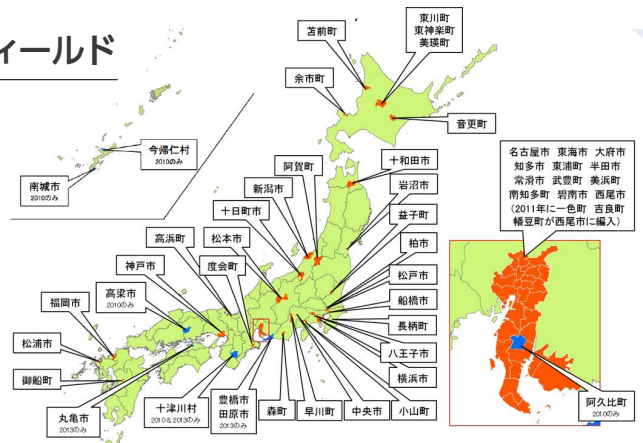 ィールド
苫前町
東川町
東神楽町
美瑛町
余市町
音更町
今帰仁村
2010のみ
南城市
2010のみ
阿賀町
新潟市
十日町市
高浜町
松本市
神戸市
度会町
高梁市
2010のみ
福岡市
松浦市
御船町
丸亀市
2013のみ
十津川村
2010&2013のみ
豊橋市
田原市
2013のみ
森町
早川町
中央市
小山町
十和田市
岩沼市
益子町
柏市
松戸市
船橋市
長柄町
八王子市
横浜市
名古屋市 東海市 大府市
知多市 東浦町 半田市
常滑市 武豊町 美浜町
南知多町 碧南市 西尾市
(2011年に一色町 吉良町
幡豆町が西尾市に編入)
阿久比町
2010のみ